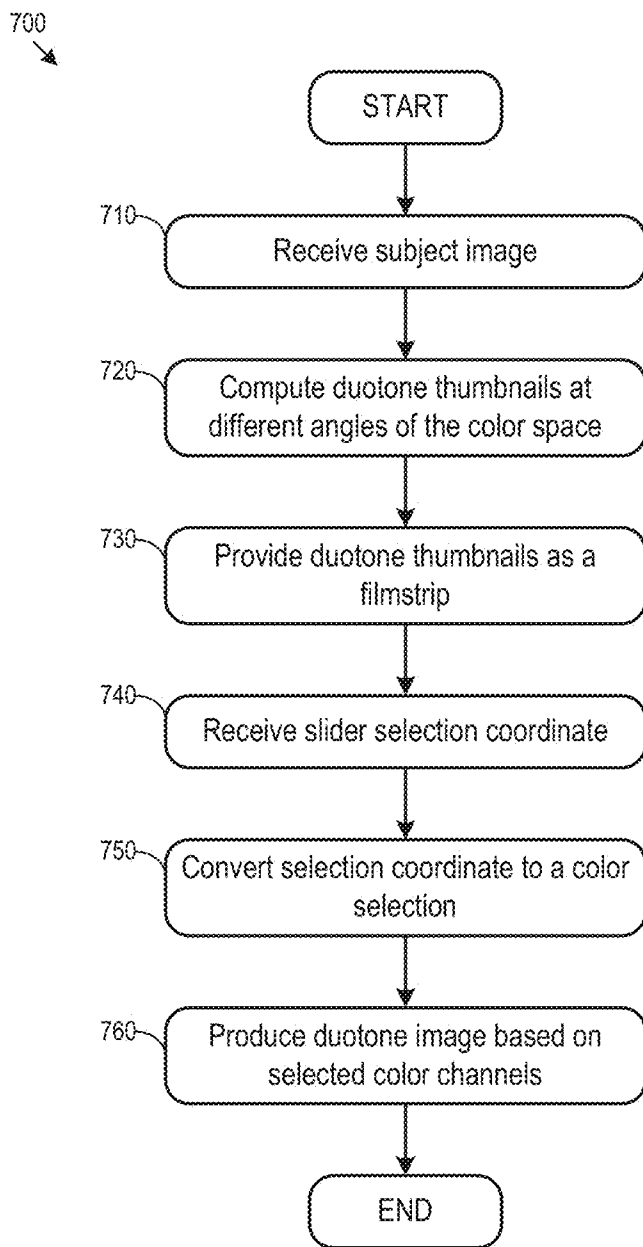 700
START
710
Receive subject image
720
Compute duotone thumbnails at
different angles of the color space
730
Provide duotone thumbnails as a
filmstrip
740
Receive slider selection coordinate
750
Convert selection coordinate to a color
selection
760
Produce duotone image based on
selected color channels
END